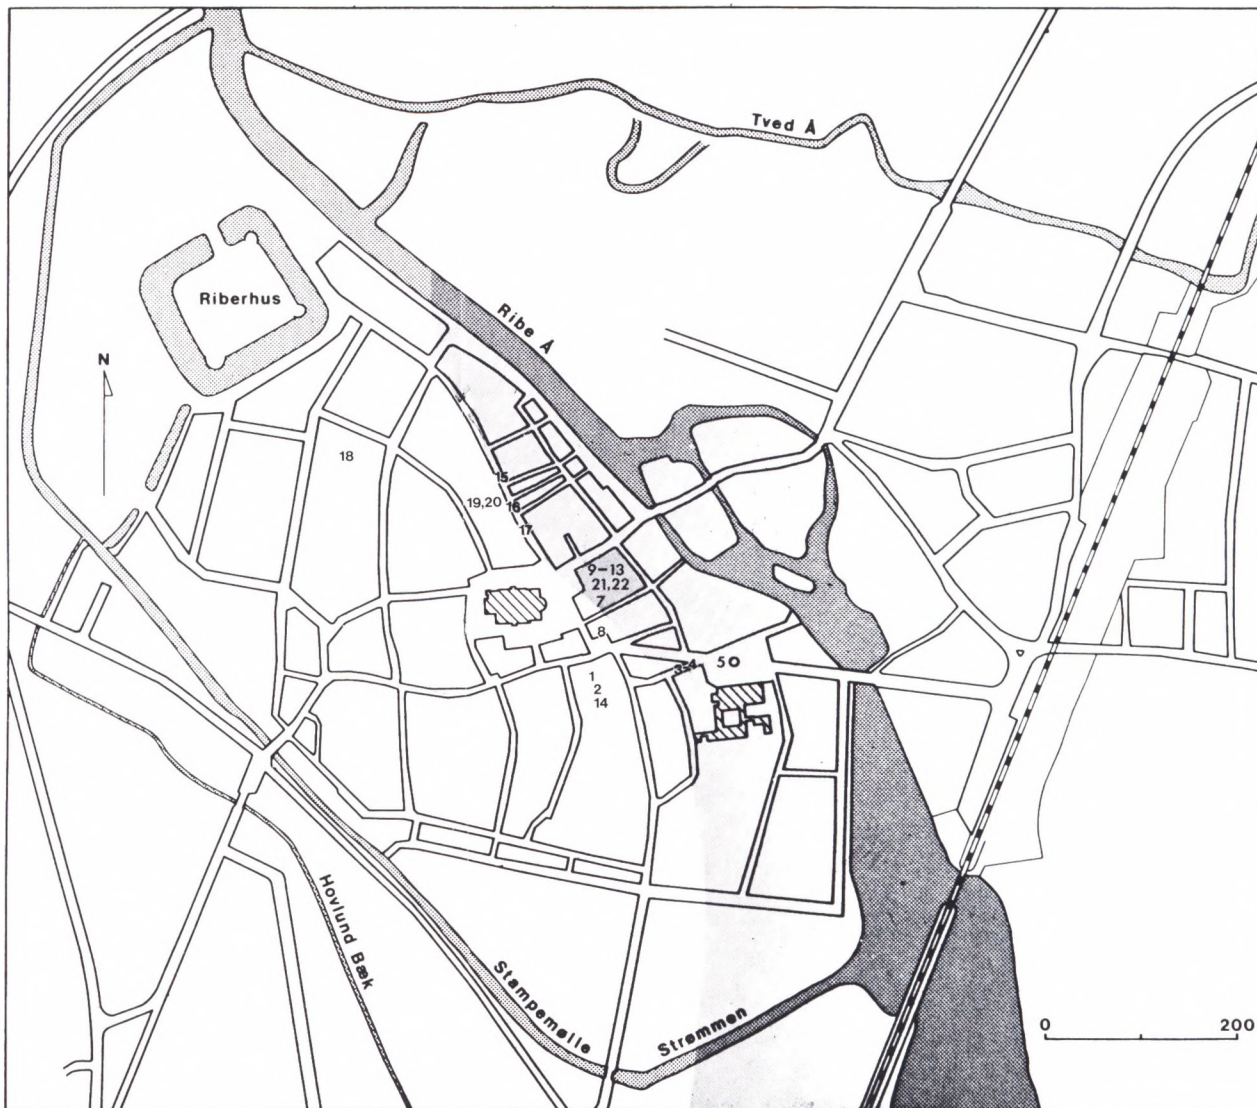 Tved Å
Riberhus
Ribe Å
N
18
15
19,20
16
17
9–13
21,22
7
8
3-4
5
1
2
14
Hovlund Bæk
Stampemølle
Strømmen
0
200